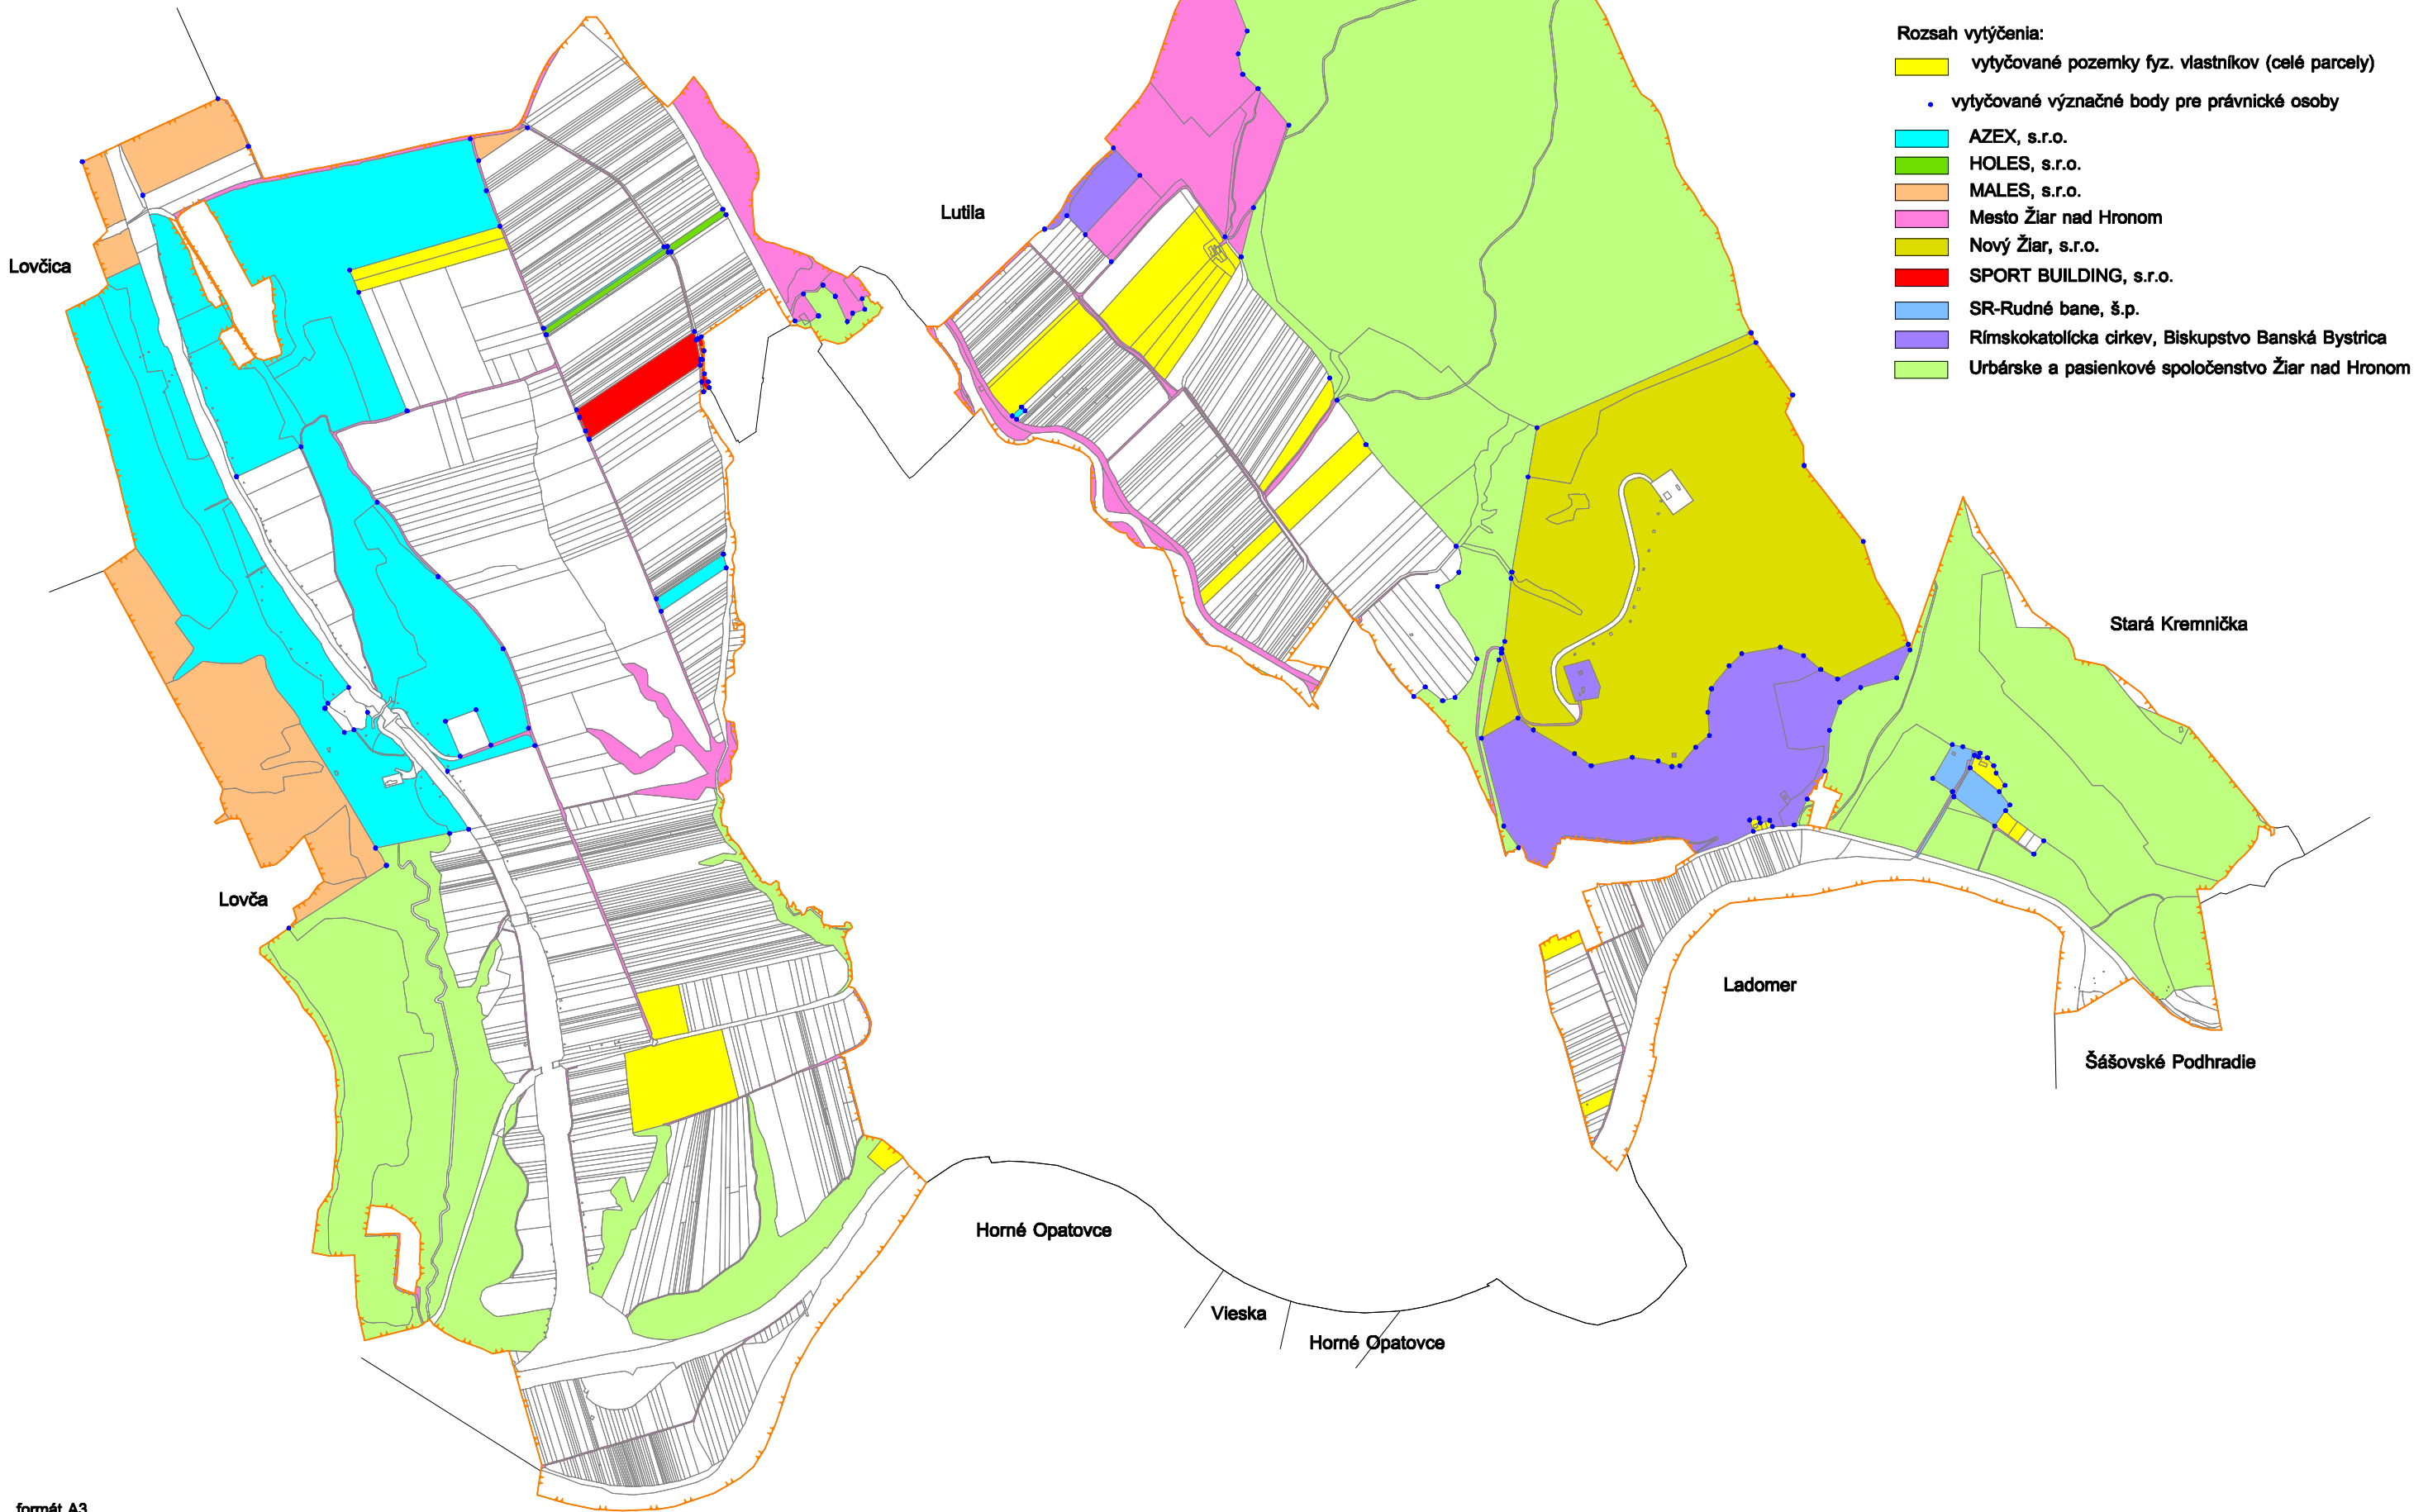 Rozsah vytýčenia:
vytyčované pozemky fyz. vlastníkov (celé parcely)
vytyčované význačné body pre právnické osoby
AZEX, s.r.o.
HOLES, s.r.o.
MALES, s.r.o.
Mesto Žiar nad Hronom
Nový Žiar, s.r.o.
SPORT BUILDING, s.r.o.
SR-Rudné bane, š.p.
Rímskokatolícka cirkev, Biskupstvo Banská Bystrica
Urbárske a pasienkové spoločenstvo Žiar nad Hronom
Lutila
Lovčica
Stará Kremnička
Lovča
Ladomer
Šášovské Podhradie
Horné Opatovce
Vieska
Horné Opatovce
formát A3